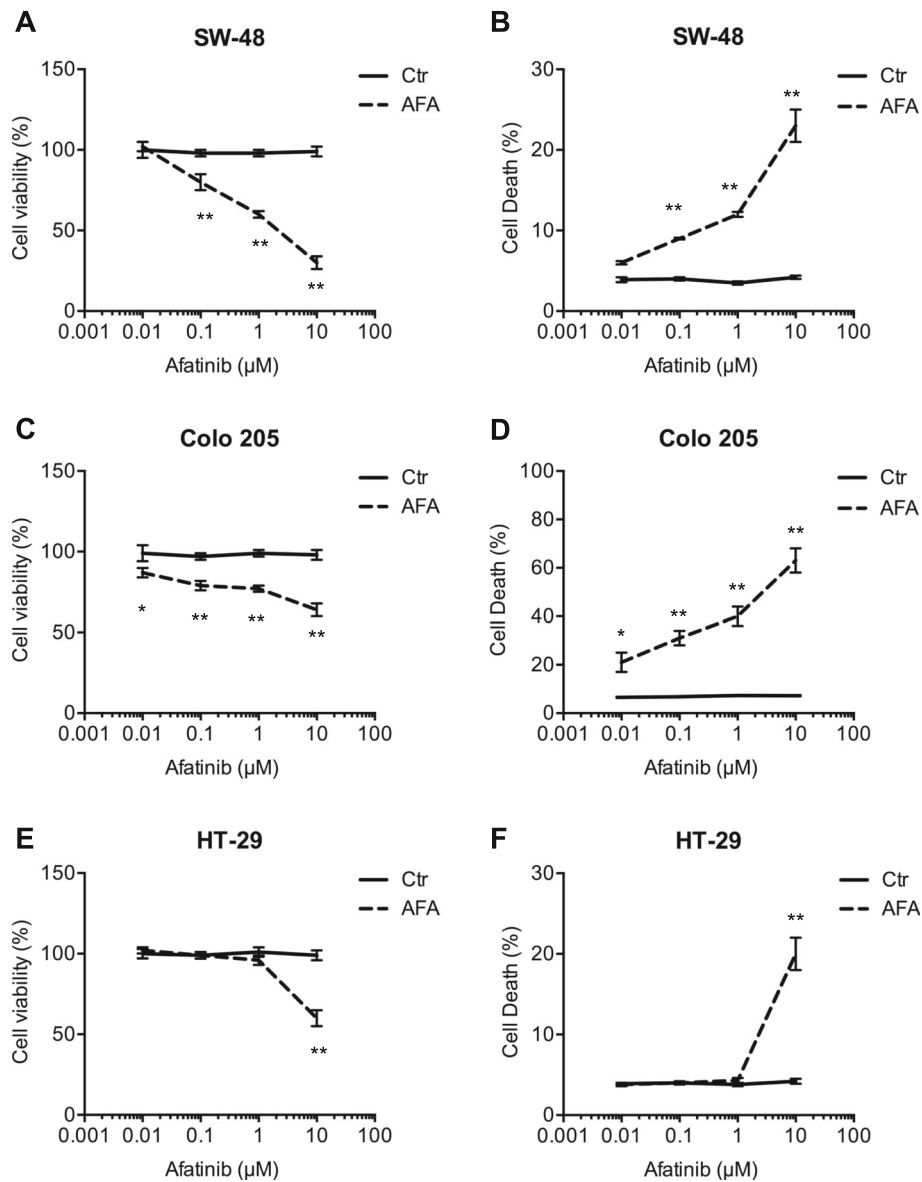 A
SW-48
Ctr
AFA
Cell viability (%)
150
100
50
0
**
**
**
0.001 0.01 0.1 1 10 100
Afatinib (µM)
B
SW-48
Ctr
AFA
Cell Death (%)
30
20
10
0
**
**
**
0.001 0.01 0.1 1 10 100
Afatinib (µM)
C
Colo 205
Ctr
AFA
Cell viability (%)
150
100
50
0
*
**
**
**
0.001 0.01 0.1 1 10 100
Afatinib (µM)
D
Colo 205
Ctr
AFA
Cell Death (%)
100
80
60
40
20
0
*
**
**
**
0.001 0.01 0.1 1 10 100
Afatinib (µM)
E
HT-29
Ctr
AFA
Cell viability (%)
150
100
50
0
**
0.001 0.01 0.1 1 10 100
Afatinib (µM)
F
HT-29
Ctr
AFA
Cell Death (%)
30
20
10
0
**
0.001 0.01 0.1 1 10 100
Afatinib (µM)